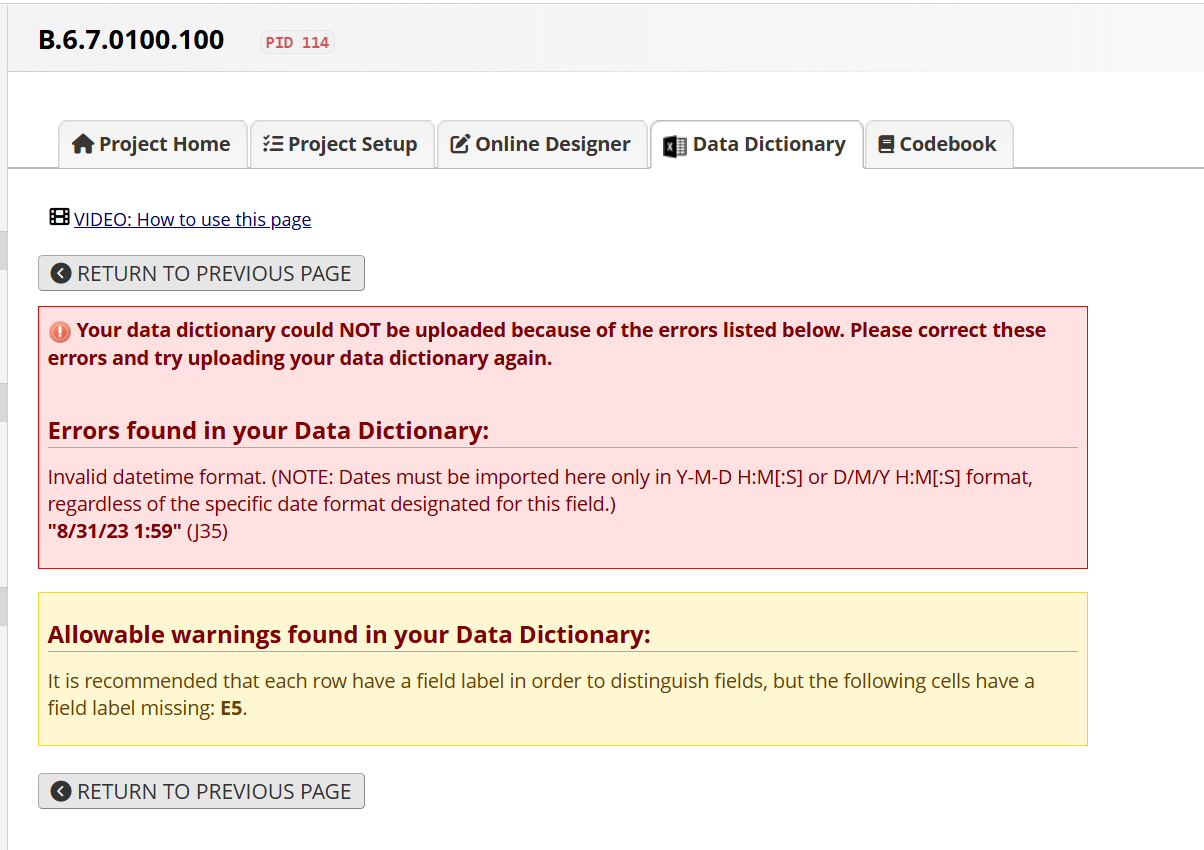 B.6.7.0100.100 PID 114
Project Home Project Setup Online Designer Data Dictionary Codebook
VIDEO: How to use this page
RETURN TO PREVIOUS PAGE
Your data dictionary could NOT be uploaded because of the errors listed below. Please correct these
errors and try uploading your data dictionary again.
Errors found in your Data Dictionary:
Invalid datetime format. (NOTE: Dates must be imported here only in Y-M-D H:M[:S] or D/M/Y H:M[:S] format,
regardless of the specific date format designated for this field.)
"8/31/23 1:59" (J35)
Allowable warnings found in your Data Dictionary:
It is recommended that each row have a field label in order to distinguish fields, but the following cells have a
field label missing: E5.
RETURN TO PREVIOUS PAGE